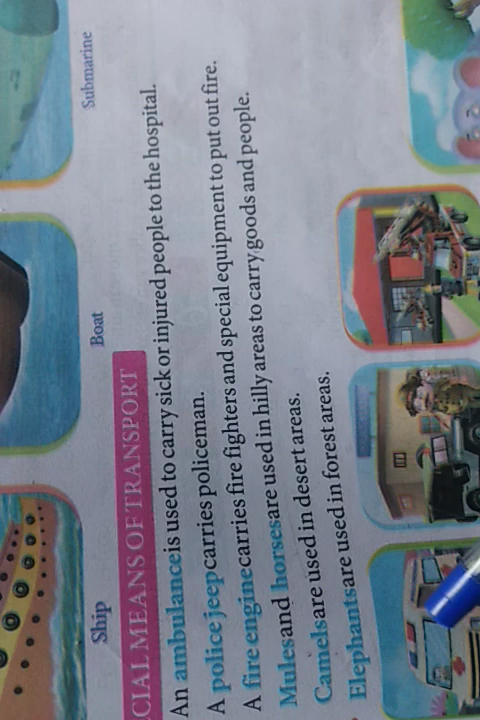 Ship
Boat
Submarine
CIAL MEANS OF TRANSPORT
An ambulance is used to carry sick or injured people to the hospital.
A police jeep carries policeman.
A fire engine carries fire fighters and special equipment to put out fire.
Mules and horses are used in hilly areas to carry goods and people.
Camels are used in desert areas.
Elephants are used in forest areas.